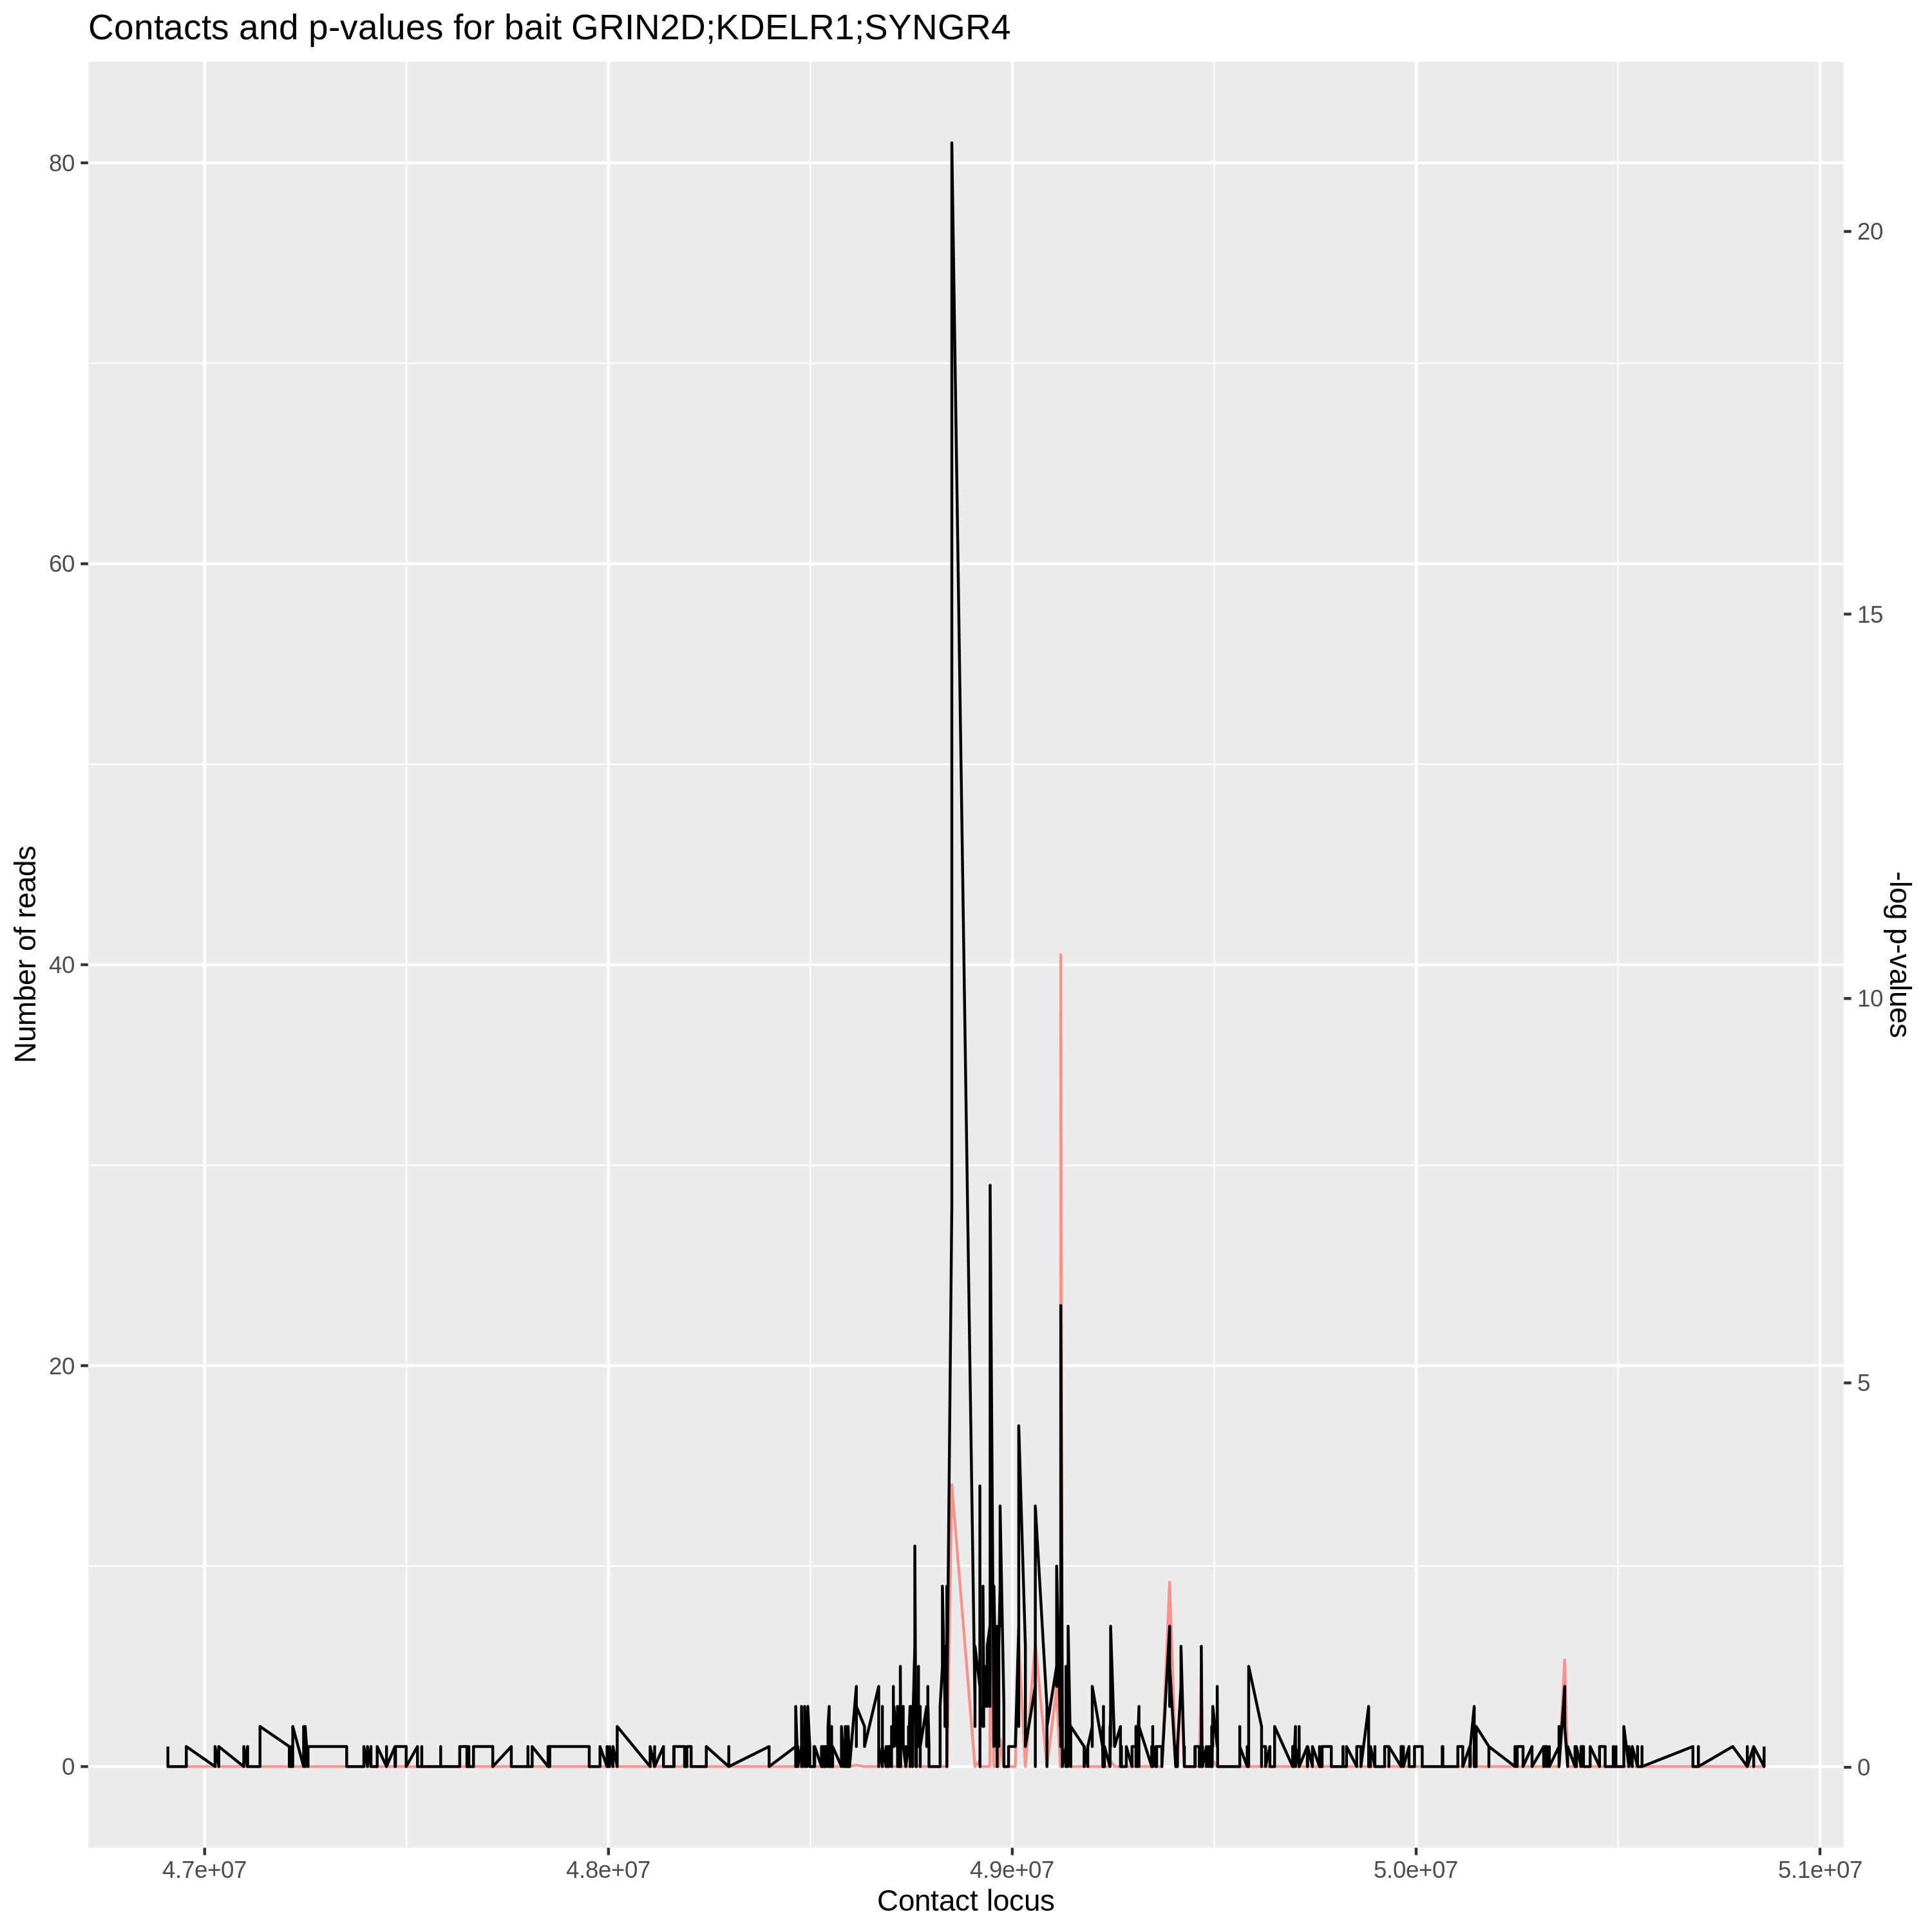 Contacts and p-values for bait GRIN2D;KDELR1;SYNGR4
80
60
40
20
0
Number of reads
20
15
10
5
0
-log p-values
4.7e+07
4.8e+07
4.9e+07
5.0e+07
5.1e+07
Contact locus